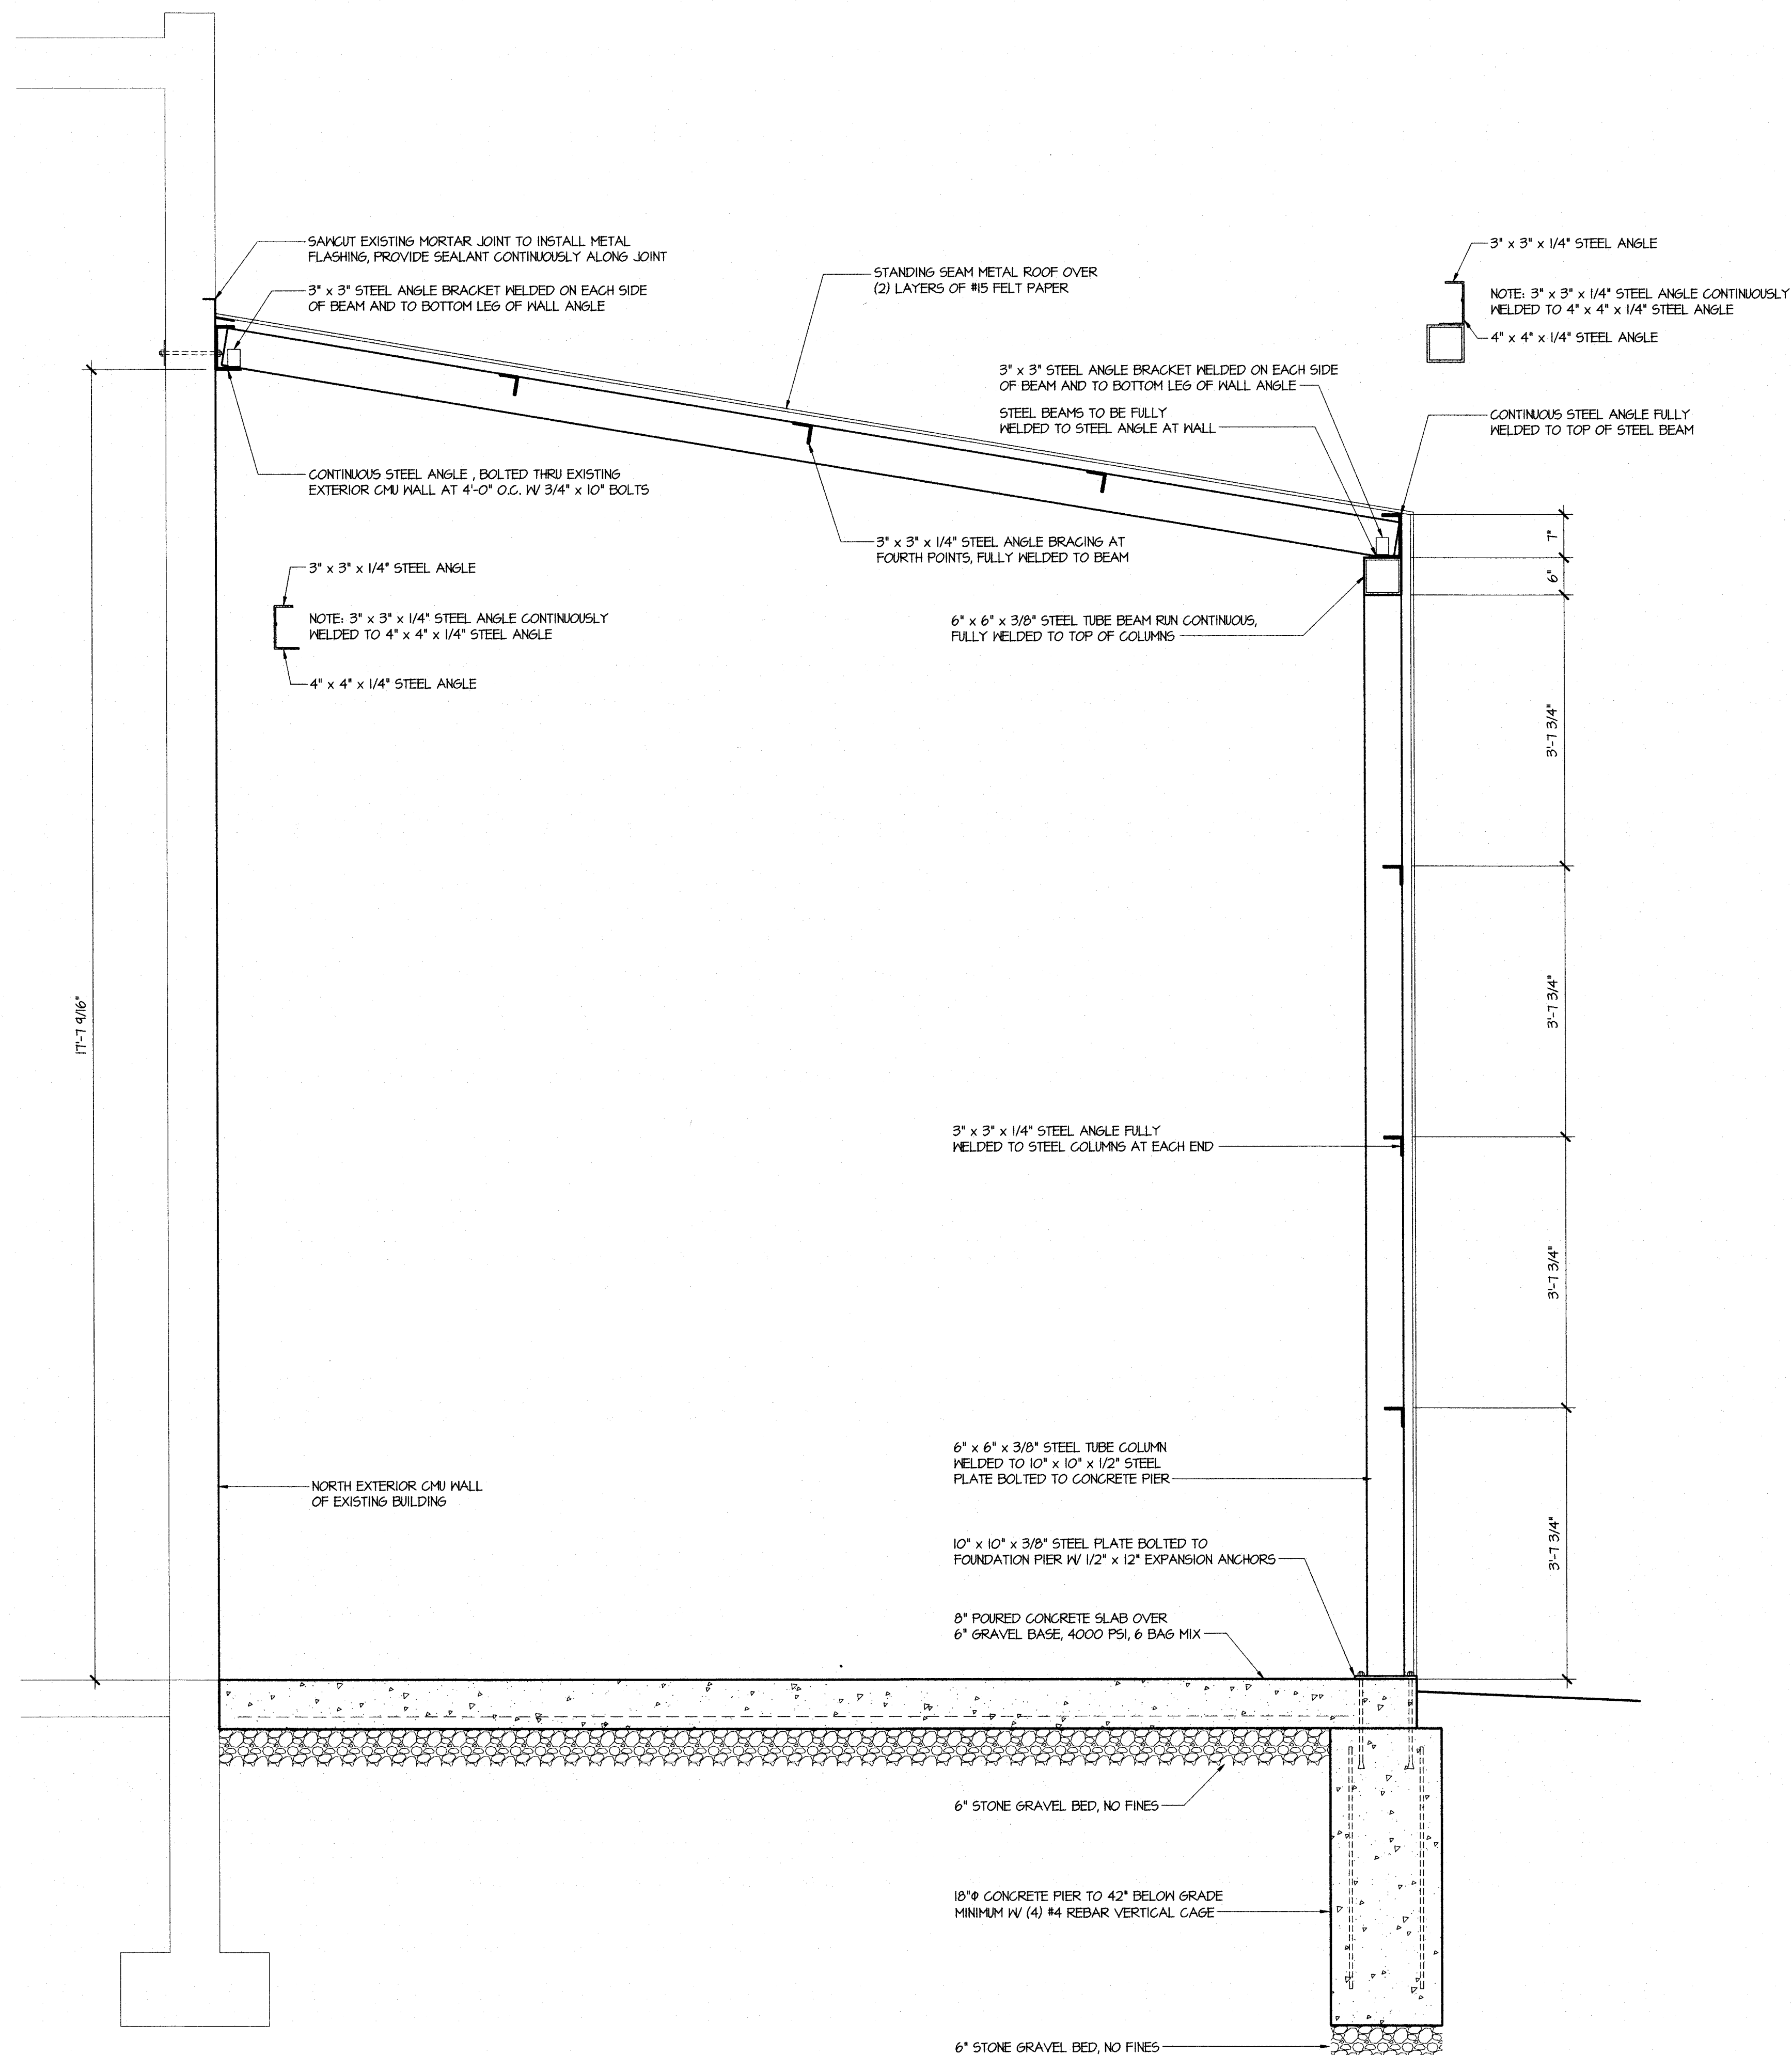 SAWCUT EXISTING MORTAR JOINT TO INSTALL METAL
FLASHING, PROVIDE SEALANT CONTINUOUSLY ALONG JOINT
3" x 3" STEEL ANGLE BRACKET WELDED ON EACH SIDE
OF BEAM AND TO BOTTOM LEG OF WALL ANGLE
STANDING SEAM METAL ROOF OVER
(2) LAYERS OF #15 FELT PAPER
3" x 3" x 1/4" STEEL ANGLE
NOTE: 3" x 3" x 1/4" STEEL ANGLE CONTINUOUSLY
WELDED TO 4" x 4" x 1/4" STEEL ANGLE
4" x 4" x 1/4" STEEL ANGLE
3" x 3" STEEL ANGLE BRACKET WELDED ON EACH SIDE
OF BEAM AND TO BOTTOM LEG OF WALL ANGLE
STEEL BEAMS TO BE FULLY
WELDED TO STEEL ANGLE AT WALL
CONTINUOUS STEEL ANGLE FULLY
WELDED TO TOP OF STEEL BEAM
CONTINUOUS STEEL ANGLE , BOLTED THRU EXISTING
EXTERIOR CMU WALL AT 4'-0" O.C. W/ 3/4" x 10" BOLTS
3" x 3" x 1/4" STEEL ANGLE BRACING AT
FOURTH POINTS, FULLY WELDED TO BEAM
7"
6"
3" x 3" x 1/4" STEEL ANGLE
NOTE: 3" x 3" x 1/4" STEEL ANGLE CONTINUOUSLY
WELDED TO 4" x 4" x 1/4" STEEL ANGLE
4" x 4" x 1/4" STEEL ANGLE
6" x 6" x 3/8" STEEL TUBE BEAM RUN CONTINUOUS,
FULLY WELDED TO TOP OF COLUMNS
3'-7 3/4"
17'-7 9/16"
3'-7 3/4"
3" x 3" x 1/4" STEEL ANGLE FULLY
WELDED TO STEEL COLUMNS AT EACH END
3'-7 3/4"
6" x 6" x 3/8" STEEL TUBE COLUMN
WELDED TO 10" x 10" x 1/2" STEEL
PLATE BOLTED TO CONCRETE PIER
NORTH EXTERIOR CMU WALL
OF EXISTING BUILDING
3'-7 3/4"
10" x 10" x 3/8" STEEL PLATE BOLTED TO
FOUNDATION PIER W/ 1/2" x 12" EXPANSION ANCHORS
8" POURED CONCRETE SLAB OVER
6" GRAVEL BASE, 4000 PSI, 6 BAG MIX
6" STONE GRAVEL BED, NO FINES
18"Φ CONCRETE PIER TO 42" BELOW GRADE
MINIMUM W/ (4) #4 REBAR VERTICAL CAGE
6" STONE GRAVEL BED, NO FINES